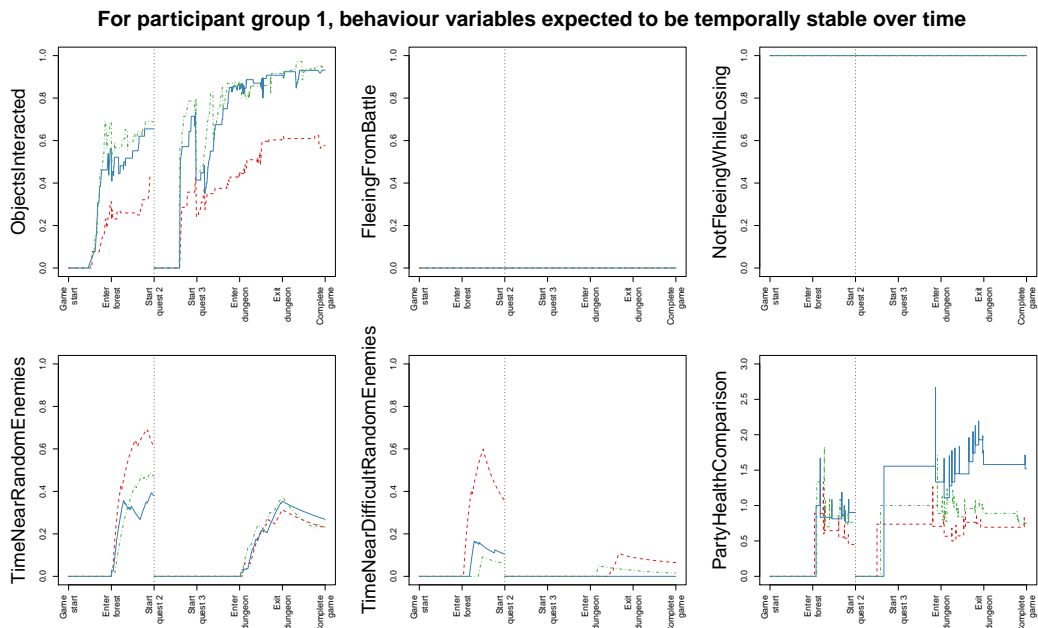 For participant group 1, behaviour variables expected to be temporally stable over time
ObjectsInteracted
0.0 0.2 0.4 0.6 0.8 1.0
Game start
Enter forest
Start quest 2
Start quest 3
Enter dungeon
Exit dungeon
Complete game
FleeingFromBattle
0.0 0.2 0.4 0.6 0.8 1.0
Game start
Enter forest
Start quest 2
Start quest 3
Enter dungeon
Exit dungeon
Complete game
NotFleeingWhileLosing
0.0 0.2 0.4 0.6 0.8 1.0
Game start
Enter forest
Start quest 2
Start quest 3
Enter dungeon
Exit dungeon
Complete game
TimeNearRandomEnemies
0.0 0.2 0.4 0.6 0.8 1.0
Game start
Enter forest
Start quest 2
Start quest 3
Enter dungeon
Exit dungeon
Complete game
TimeNearDifficultRandomEnemies
0.0 0.2 0.4 0.6 0.8 1.0
Game start
Enter forest
Start quest 2
Start quest 3
Enter dungeon
Exit dungeon
Complete game
PartyHealthComparison
0.0 0.5 1.0 1.5 2.0 2.5 3.0
Game start
Enter forest
Start quest 2
Start quest 3
Enter dungeon
Exit dungeon
Complete game